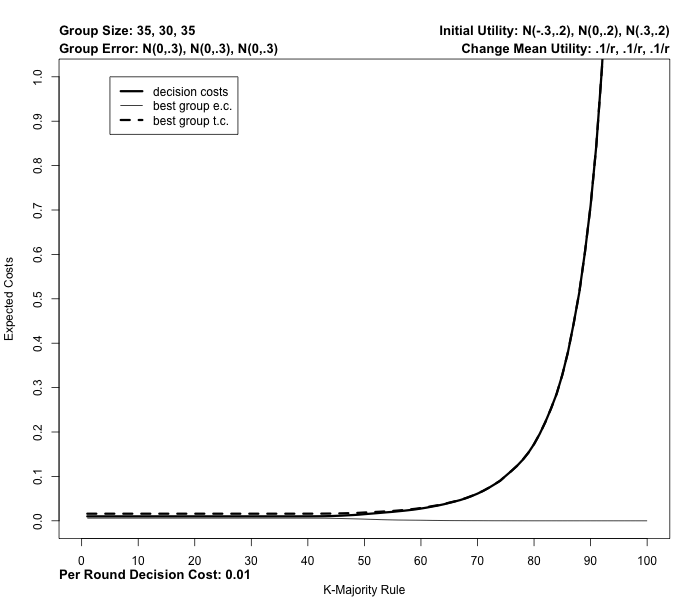 Group Size: 35, 30, 35
Initial Utility: N(-.3,.2), N(0,.2), N(.3,.2)
Group Error: N(0,.3), N(0,.3), N(0,.3)
Change Mean Utility: .1/r, .1/r, .1/r
decision costs
best group e.c.
best group t.c.
Expected Costs
1.0
0.9
0.8
0.7
0.6
0.5
0.4
0.3
0.2
0.1
0.0
0 10 20 30 40 50 60 70 80 90 100
Per Round Decision Cost: 0.01
K-Majority Rule